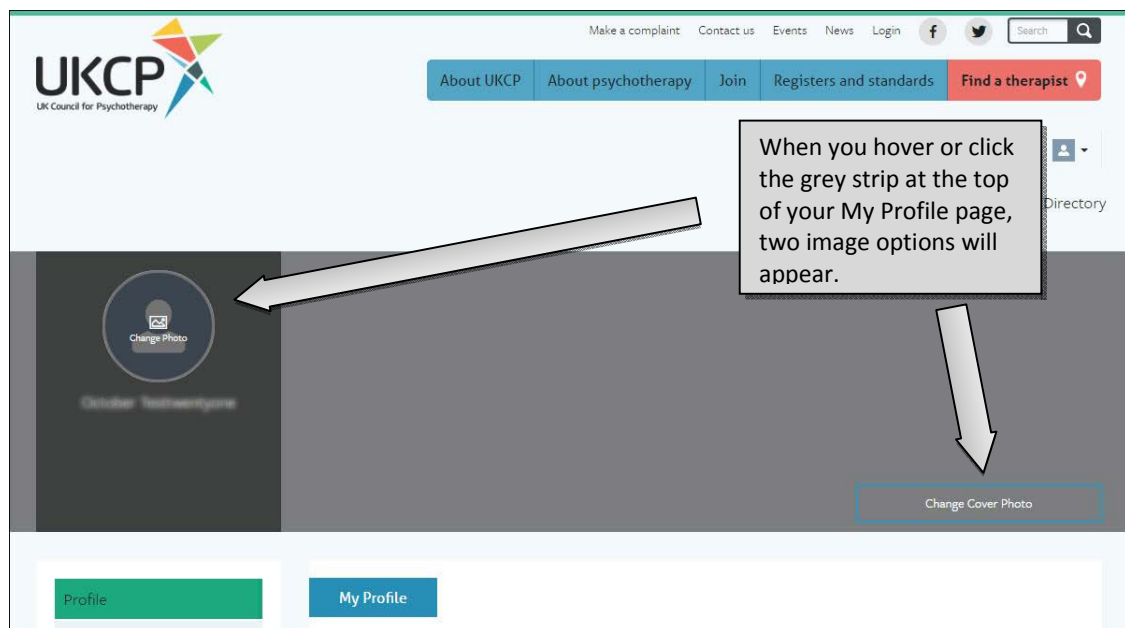 Make a complaint Contact us Events News Login f Search
UKCP
UK Council for Psychotherapy
About UKCP About psychotherapy Join Registers and standards Find a therapist
When you hover or click
the grey strip at the top
of your My Profile page,
two image options will
appear.
Directory
Change Photo
October Testtwentyone
Change Cover Photo
Profile
My Profile